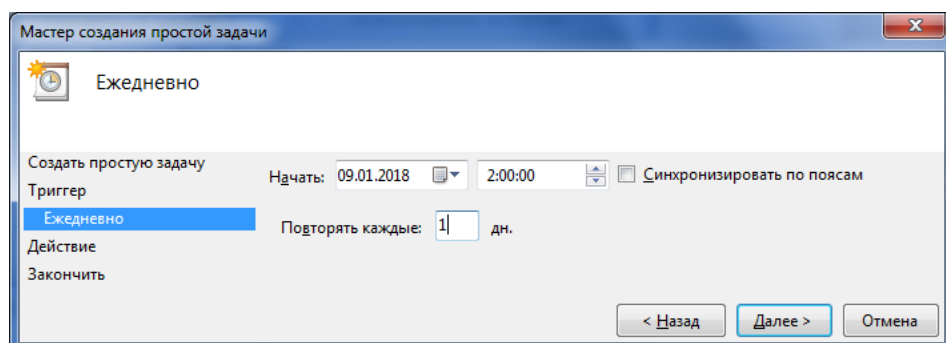 Мастер создания простой задачи
Ежедневно
Создать простую задачу
Триггер
Ежедневно
Действие
Закончить
Начать: 09.01.2018 2:00:00 Синхронизировать по поясам
Повторять каждые: 1 дн.
< Назад Далее > Отмена